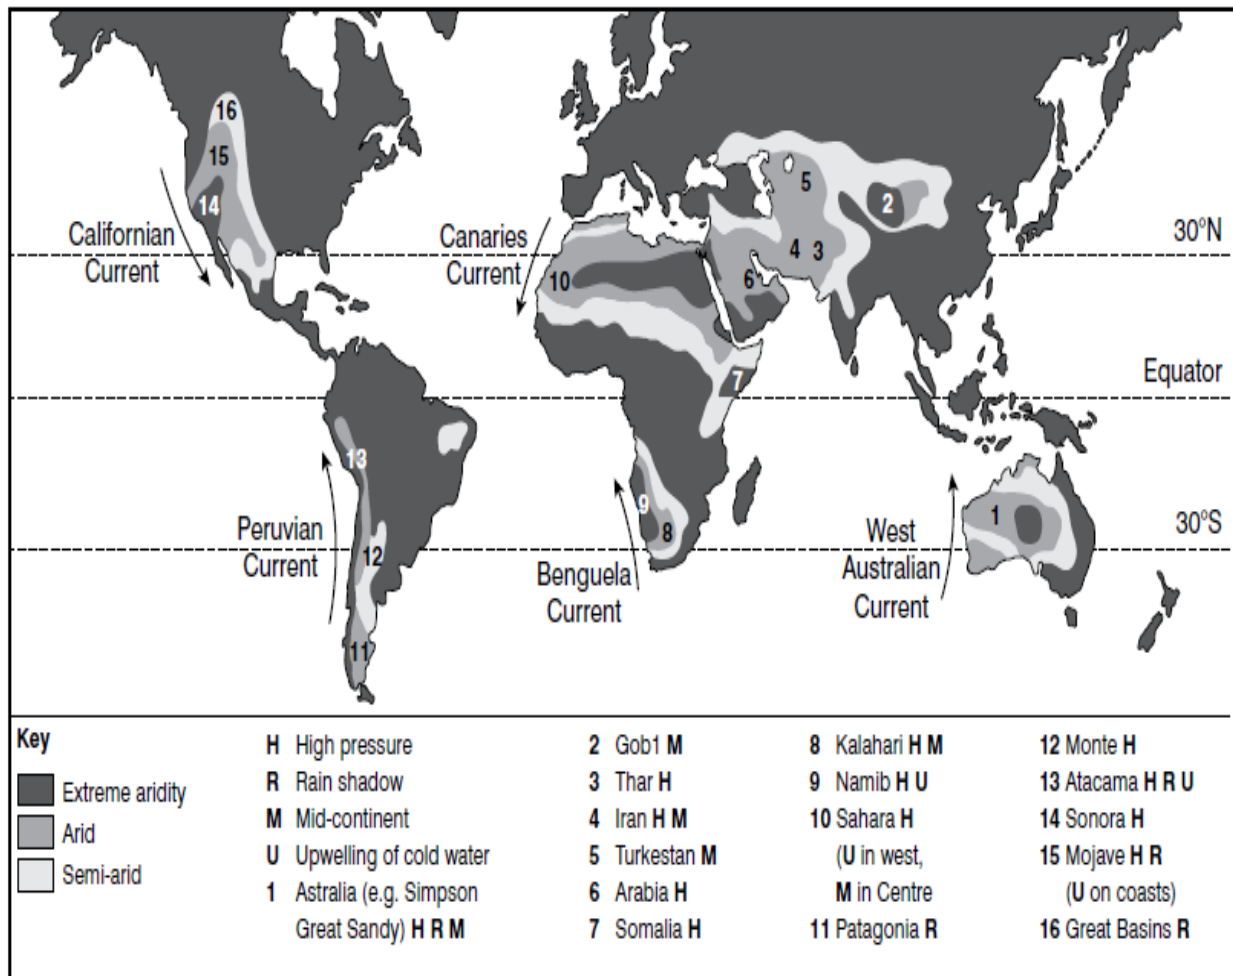 16
15
14
Californian
Current
Canaries
Current
10
5
2
4
3
6
30°N
7
Equator
13
Peruvian
Current
12
11
9
8
Benguela
Current
1
West
Australian
Current
30°S
Key
Extreme aridity
Arid
Semi-arid
H High pressure
R Rain shadow
M Mid-continent
U Upwelling of cold water
1 Astralia (e.g. Simpson
Great Sandy) H R M
2 Gob1 M
3 Thar H
4 Iran H M
5 Turkestan M
6 Arabia H
7 Somalia H
8 Kalahari H M
9 Namib H U
10 Sahara H
(U in west,
M in Centre
11 Patagonia R
12 Monte H
13 Atacama H R U
14 Sonora H
15 Mojave H R
(U on coasts)
16 Great Basins R